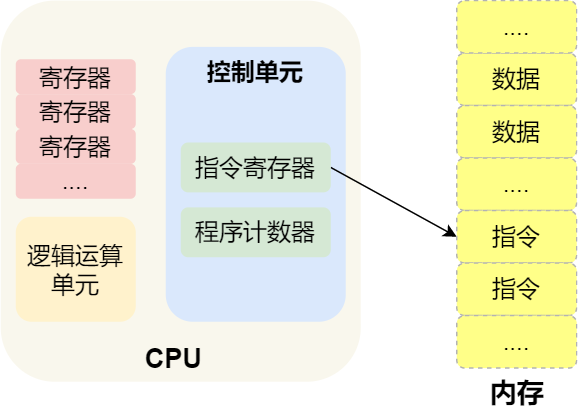 寄存器
寄存器
寄存器
....
逻辑运算
单元
控制单元
指令寄存器
程序计数器
CPU
....
数据
数据
....
指令
指令
....
内存